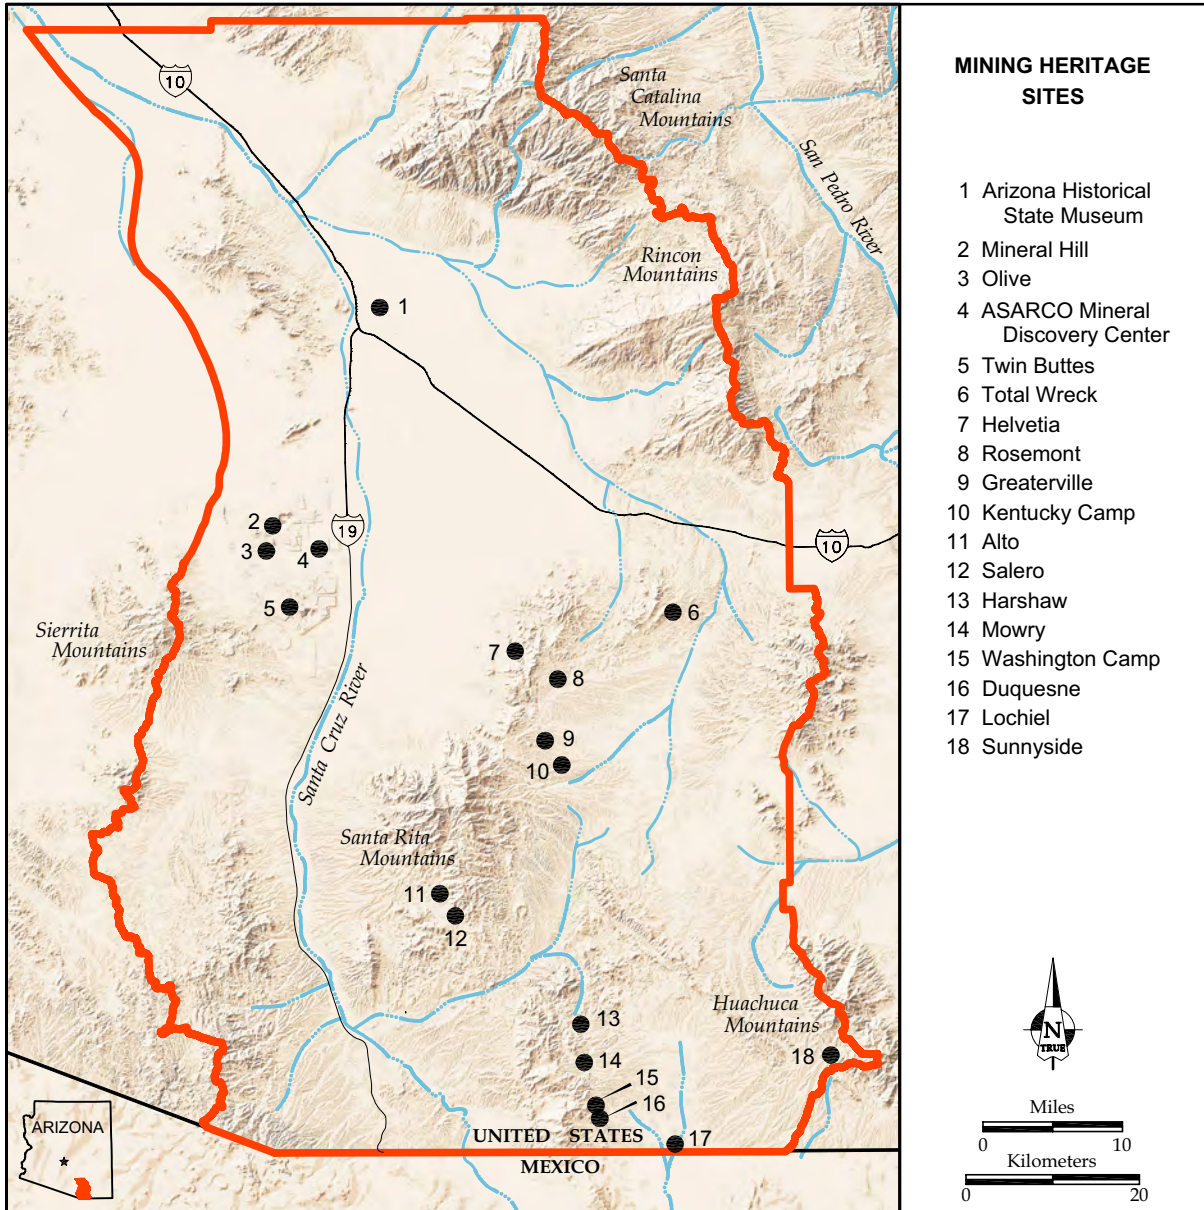 10
Santa
Catalina
Mountains
San Pedro River
Rincon
Mountains
1
2
3
4
19
10
5
6
Sierrita
Mountains
7
8
Santa Cruz River
9
10
Santa Rita
Mountains
11
12
Huachuca
Mountains
13
14
18
15
16
17
UNITED STATES
MEXICO
ARIZONA
MINING HERITAGE
SITES
1 Arizona Historical
State Museum
2 Mineral Hill
3 Olive
4 ASARCO Mineral
Discovery Center
5 Twin Buttes
6 Total Wreck
7 Helvetia
8 Rosemont
9 Greaterville
10 Kentucky Camp
11 Alto
12 Salero
13 Harshaw
14 Mowry
15 Washington Camp
16 Duquesne
17 Lochiel
18 Sunnyside
N
TRUE
Miles
0 10
Kilometers
0 20